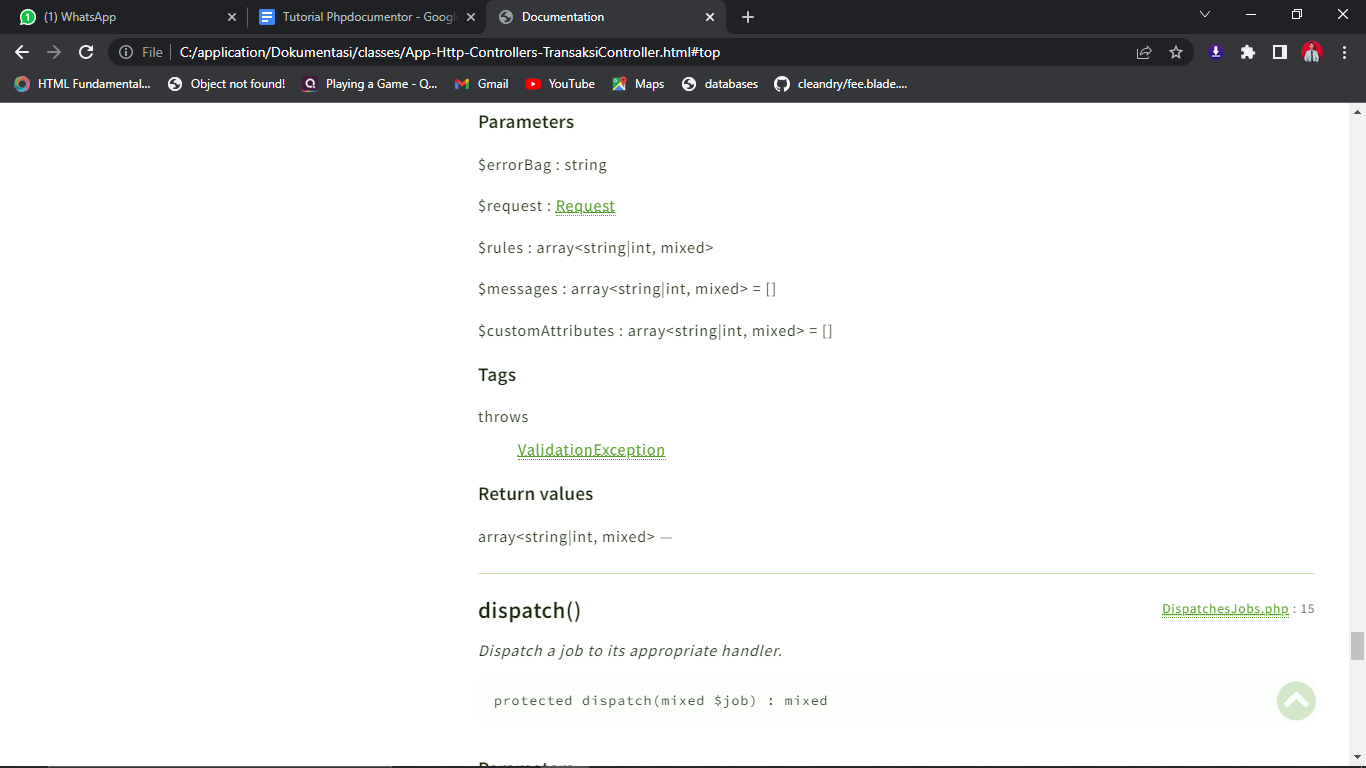 1
(1) WhatsApp
Tutorial Phpdocumentor - Google
Documentation
File
C:/application/Dokumentasi/classes/App-Http-Controllers-TransaksiController.html#top
HTML Fundamental...
Object not found!
Playing a Game - Q...
Gmail
YouTube
Maps
databases
cleandry/fee.blade....
Parameters
$errorBag : string
$request : Request
$rules : array<string|int, mixed>
$messages : array<string|int, mixed> = []
$customAttributes : array<string|int, mixed> = []
Tags
throws
ValidationException
Return values
array<string|int, mixed> —
dispatch()
DispatchesJobs.php : 15
Dispatch a job to its appropriate handler.
protected dispatch(mixed $job) : mixed
Parameters